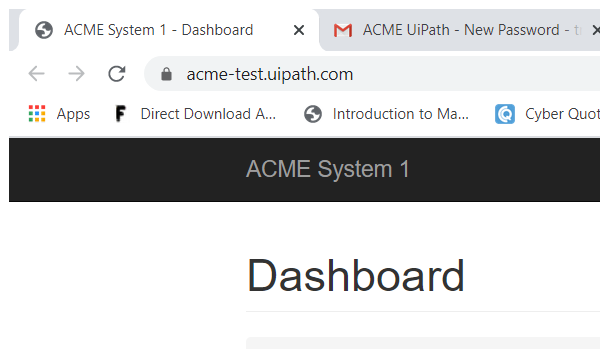 ACME System 1 - Dashboard
ACME UiPath - New Password -
acme-test.uipath.com
Apps
Direct Download A...
Introduction to Ma...
Cyber Quot
ACME System 1
Dashboard